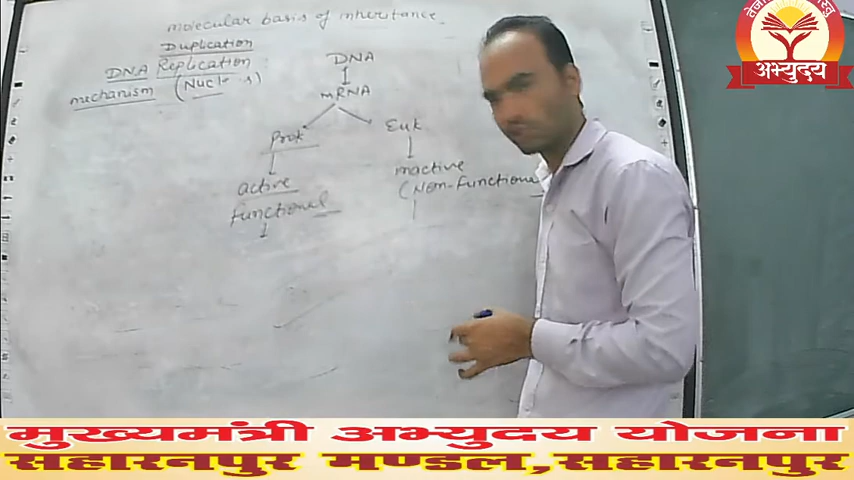 molecular basis of inheritance.
Duplication
DNA Replication
mechanism (Nucle s)
DNA
mRNA
Prok
Euk
active
functional
inactive
(Non-functional
अभ्युदय
मुख्यमंत्री अभ्युदय योजना
सहारनपुर मण्डल,सहारनपुर